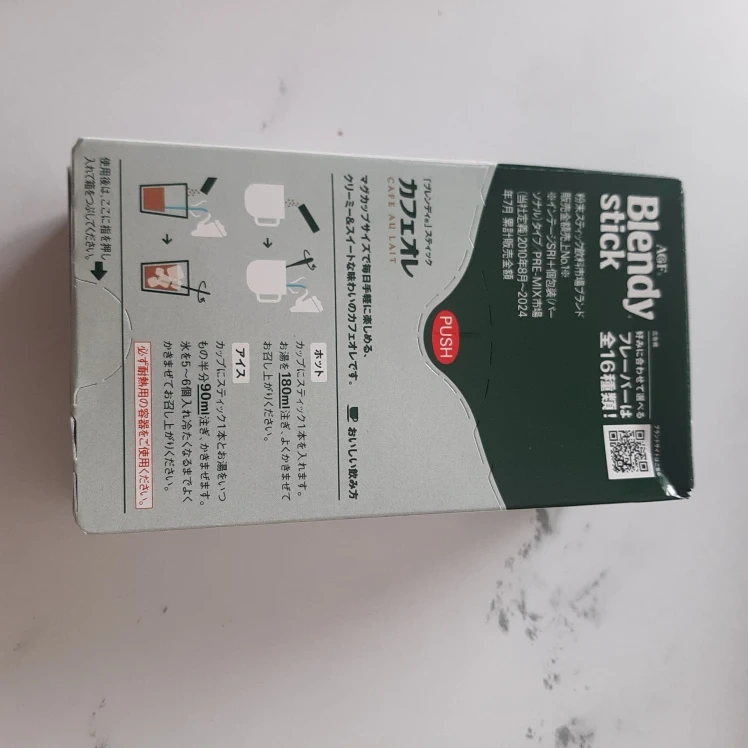 AGF®
Blendy®
stick
好みに合わせて選べる
フレーバーは
全16種類!
粉末スティック飲料市場ブランド
販売金額売上No.1※
※インテージSRI+個包装(パー
ソナル)タイプ/PRE-MIX市場
(当社定義)2010年8月~2024
年7月 累計販売金額
PUSH
「ブレンディ®」スティック
カフェオレ
CAFÉ AU LAIT
マグカップサイズで毎日手軽に楽しめる、
クリーミー&スイートな味わいのカフェオレです。
おいしい飲み方
ホット
カップにスティック1本を入れます。
お湯を180ml注ぎ、よくかきまぜて
お召し上がりください。
アイス
カップにスティック1本とお湯をいつ
もの半分90ml注ぎ、かきまぜます。
氷を5~6個入れ冷たくなるまでよく
かきまぜてお召し上がりください。
必ず耐熱用の容器をご使用ください。
使用後は、ここに指を押し
入れて箱をつぶしてください。